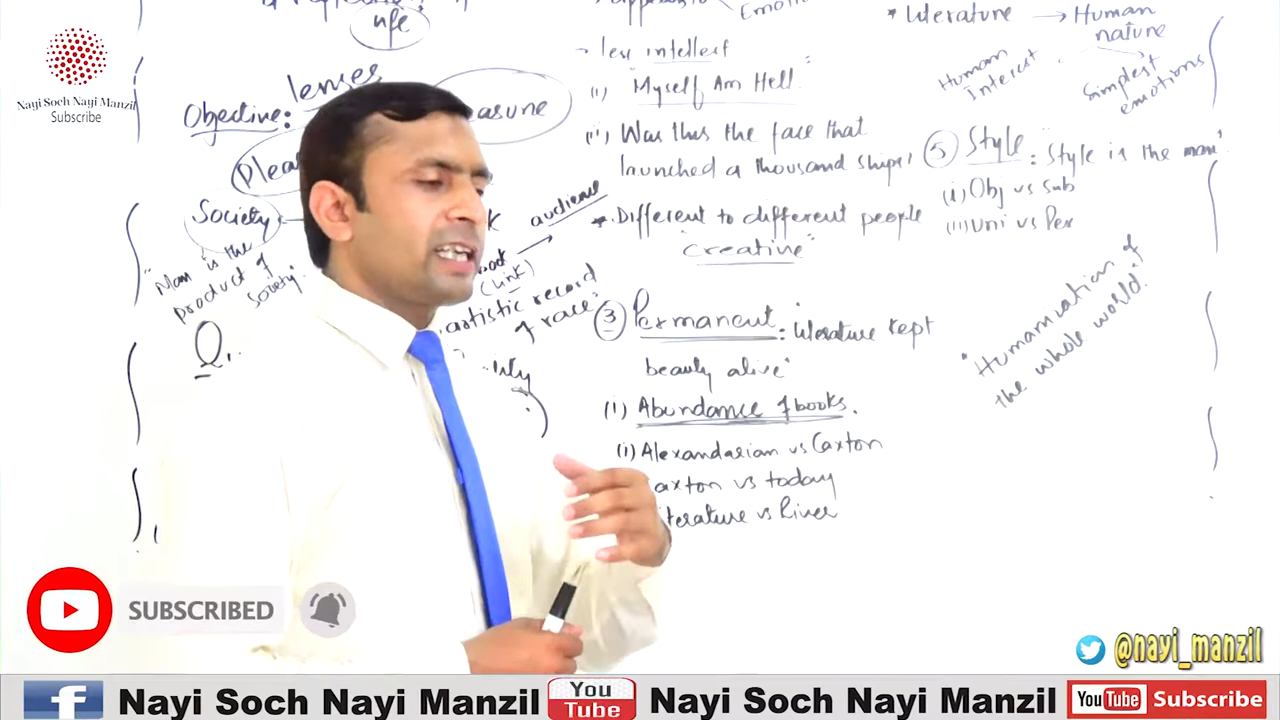 life
Objective: lenses
Society
"Man is the
product of
Society"
Q1.
audience
(Link)
artistic record
of race:
→ less intellect
(i) "Myself Am Hell"
(ii) Was this the face that
launched a thousand ships?
* Different to different people
"creative"
(3) Permanent: "Literature kept
beauty alive"
(1) Abundance of books.
(i) Alexandarian vs Caxton
axton vs today
iterature vs River
* Literature → Human
nature
Human
interest
Simplest
emotions
(5) Style: "Style is the man"
(i) Obj vs Sub
(ii) Uni vs Per
"Humanization of
the whole world."
Nayi Soch Nayi Manzil
Subscribe
SUBSCRIBED
@nayi_manzil
f Nayi Soch Nayi Manzil You Tube Nayi Soch Nayi Manzil YouTube Subscribe